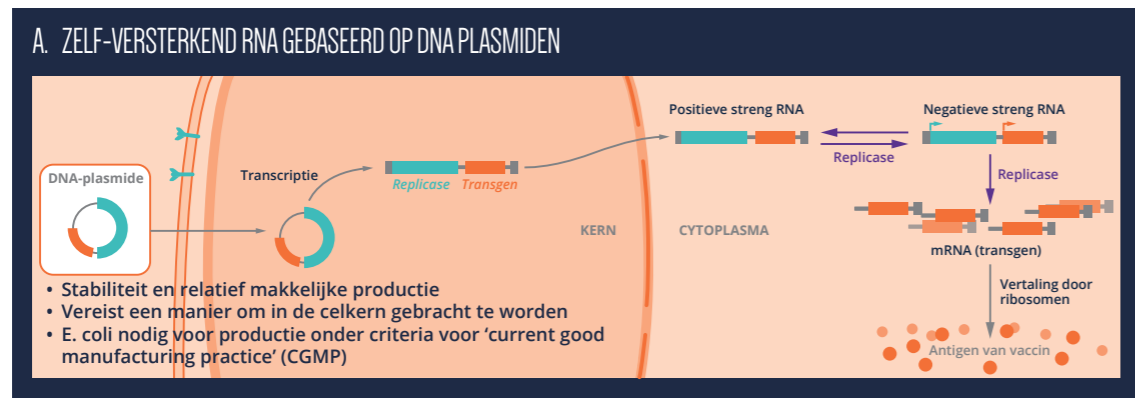 A. ZELF-VERSTERKEND RNA GEBASEERD OP DNA PLASMIDEN
DNA-plasmide
Transcriptie
Replicase Transgen
KERN
CYTOPLASMA
Positieve streng RNA
Negatieve streng RNA
Replicase
Replicase
mRNA (transgen)
Vertaling door
ribosomen
Antigen van vaccin
• Stabiliteit en relatief makkelijke productie
• Vereist een manier om in de celkern gebracht te worden
• E. coli nodig voor productie onder criteria voor ‘current good
manufacturing practice’ (CGMP)